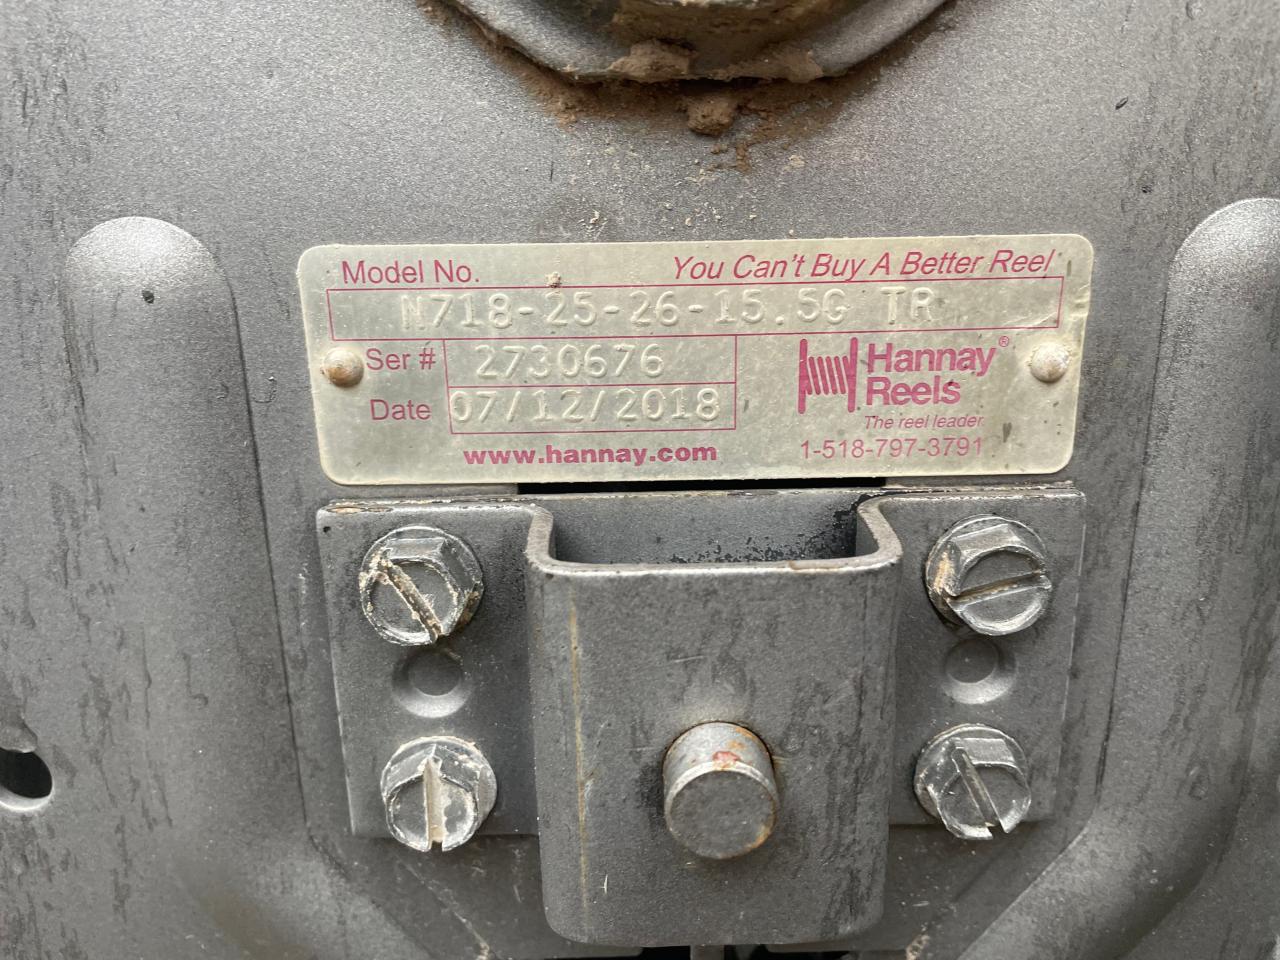 Model No. You Can't Buy A Better Reel
N718-25-26-15.5G TR
Ser # 2730676
Date 07/12/2018
Hannay®
Reels
The reel leader
www.hannay.com 1-518-797-3791